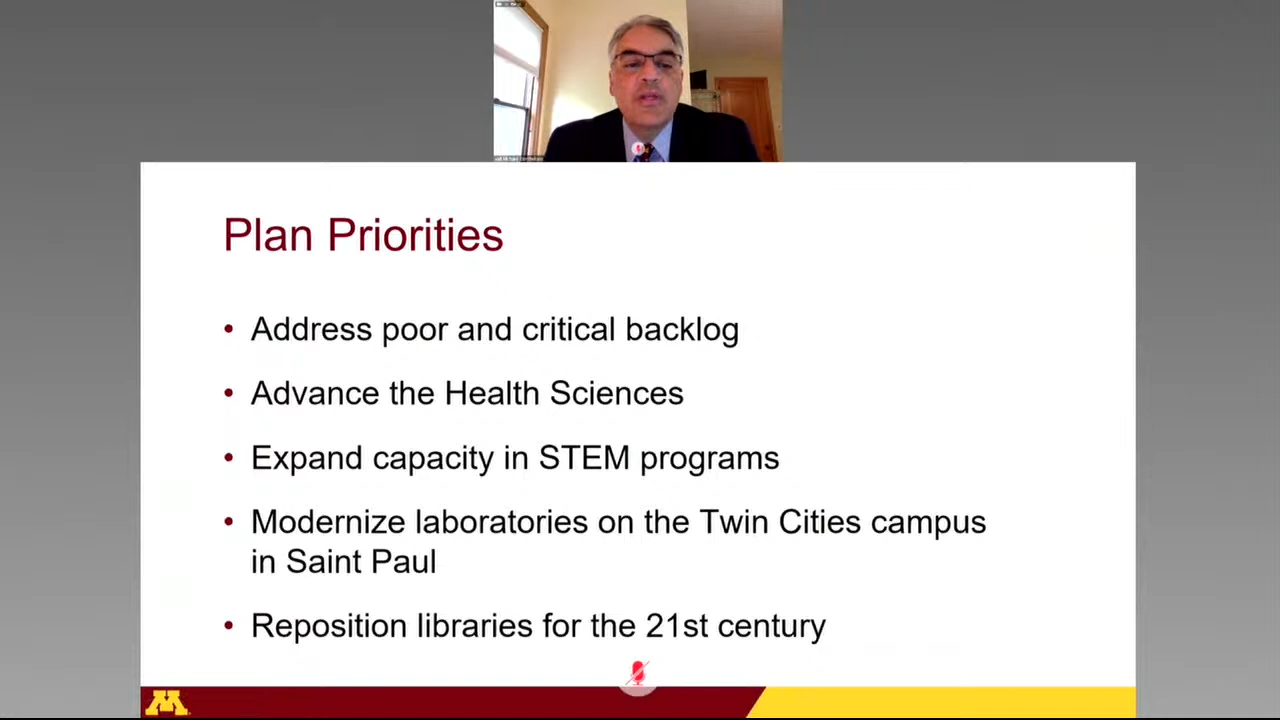 Plan Priorities
• Address poor and critical backlog
• Advance the Health Sciences
• Expand capacity in STEM programs
• Modernize laboratories on the Twin Cities campus
in Saint Paul
• Reposition libraries for the 21st century
M